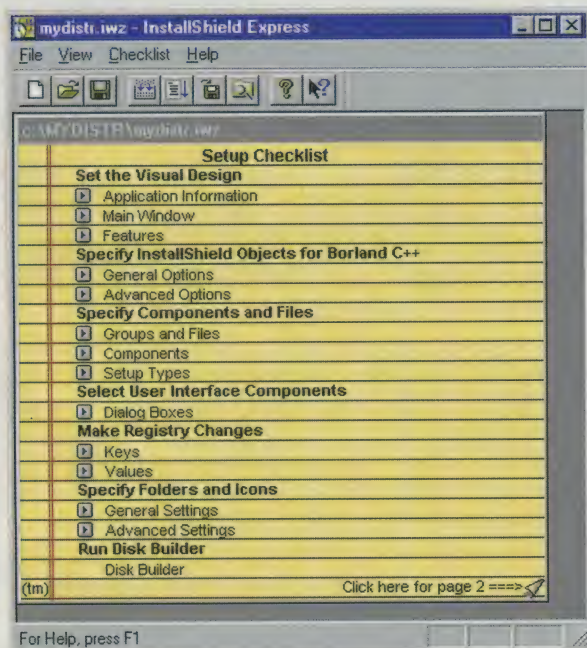 mydistr.iwz - InstallShield Express
File View Checklist Help
c:\MYDISTR\mydistr.iwz
Setup Checklist
Set the Visual Design
Application Information
Main Window
Features
Specify InstallShield Objects for Borland C++
General Options
Advanced Options
Specify Components and Files
Groups and Files
Components
Setup Types
Select User Interface Components
Dialog Boxes
Make Registry Changes
Keys
Values
Specify Folders and Icons
General Settings
Advanced Settings
Run Disk Builder
Disk Builder
(tm) Click here for page 2 ===>
For Help, press F1